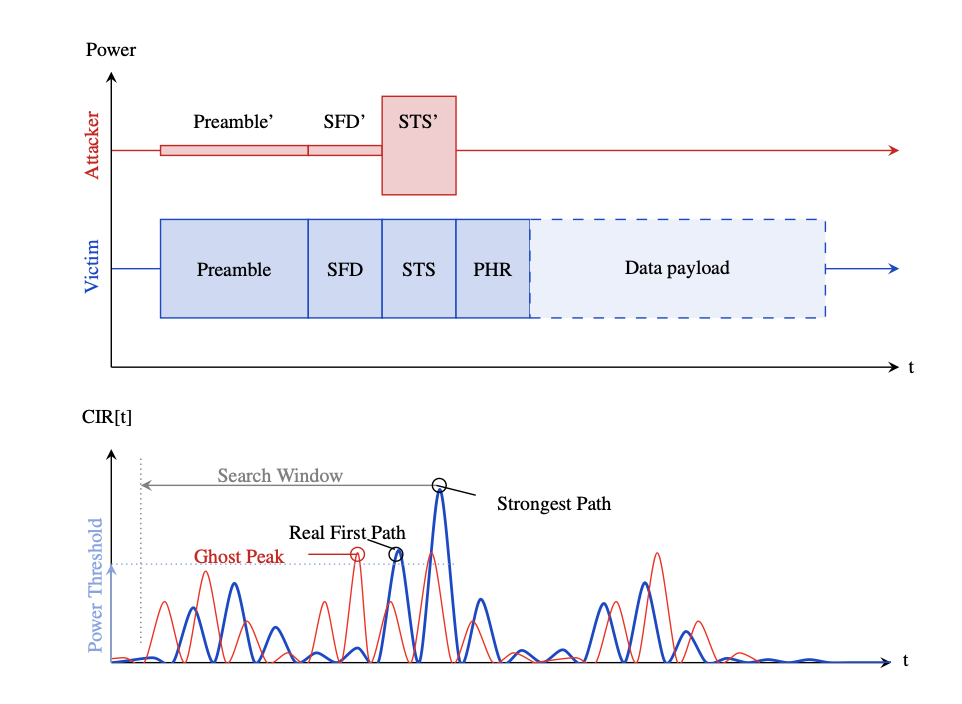 Power
Attacker
Preamble’
SFD’
STS’
Victim
Preamble
SFD
STS
PHR
Data payload
t
CIR[t]
Search Window
Strongest Path
Real First Path
Ghost Peak
Power Threshold
t